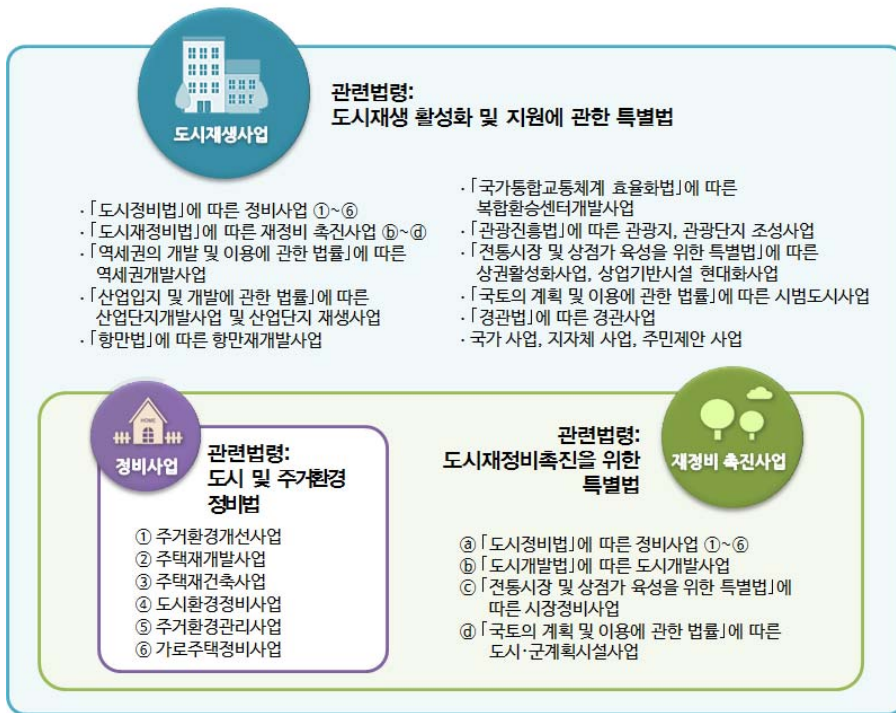 도시재생사업
관련법령:
도시재생 활성화 및 지원에 관한 특별법
·「도시정비법」에 따른 정비사업 ①~⑥
·「도시재정비법」에 따른 재정비 촉진사업 ⓑ~ⓓ
·「역세권의 개발 및 이용에 관한 법률」에 따른
역세권개발사업
·「산업입지 및 개발에 관한 법률」에 따른
산업단지개발사업 및 산업단지 재생사업
·「항만법」에 따른 항만재개발사업
·「국가통합교통체계 효율화법」에 따른
복합환승센터개발사업
·「관광진흥법」에 따른 관광지, 관광단지 조성사업
·「전통시장 및 상점가 육성을 위한 특별법」에 따른
상권활성화사업, 상업기반시설 현대화사업
·「국토의 계획 및 이용에 관한 법률」에 따른 시범도시사업
·「경관법」에 따른 경관사업
· 국가 사업, 지자체 사업, 주민제안 사업
HOME
정비사업
관련법령:
도시 및 주거환경
정비법
① 주거환경개선사업
② 주택재개발사업
③ 주택재건축사업
④ 도시환경정비사업
⑤ 주거환경관리사업
⑥ 가로주택정비사업
관련법령:
도시재정비촉진을 위한
특별법
재정비 촉진사업
ⓐ「도시정비법」에 따른 정비사업 ①~⑥
ⓑ「도시개발법」에 따른 도시개발사업
ⓒ「전통시장 및 상점가 육성을 위한 특별법」에
따른 시장정비사업
ⓓ「국토의 계획 및 이용에 관한 법률」에 따른
도시·군계획시설사업